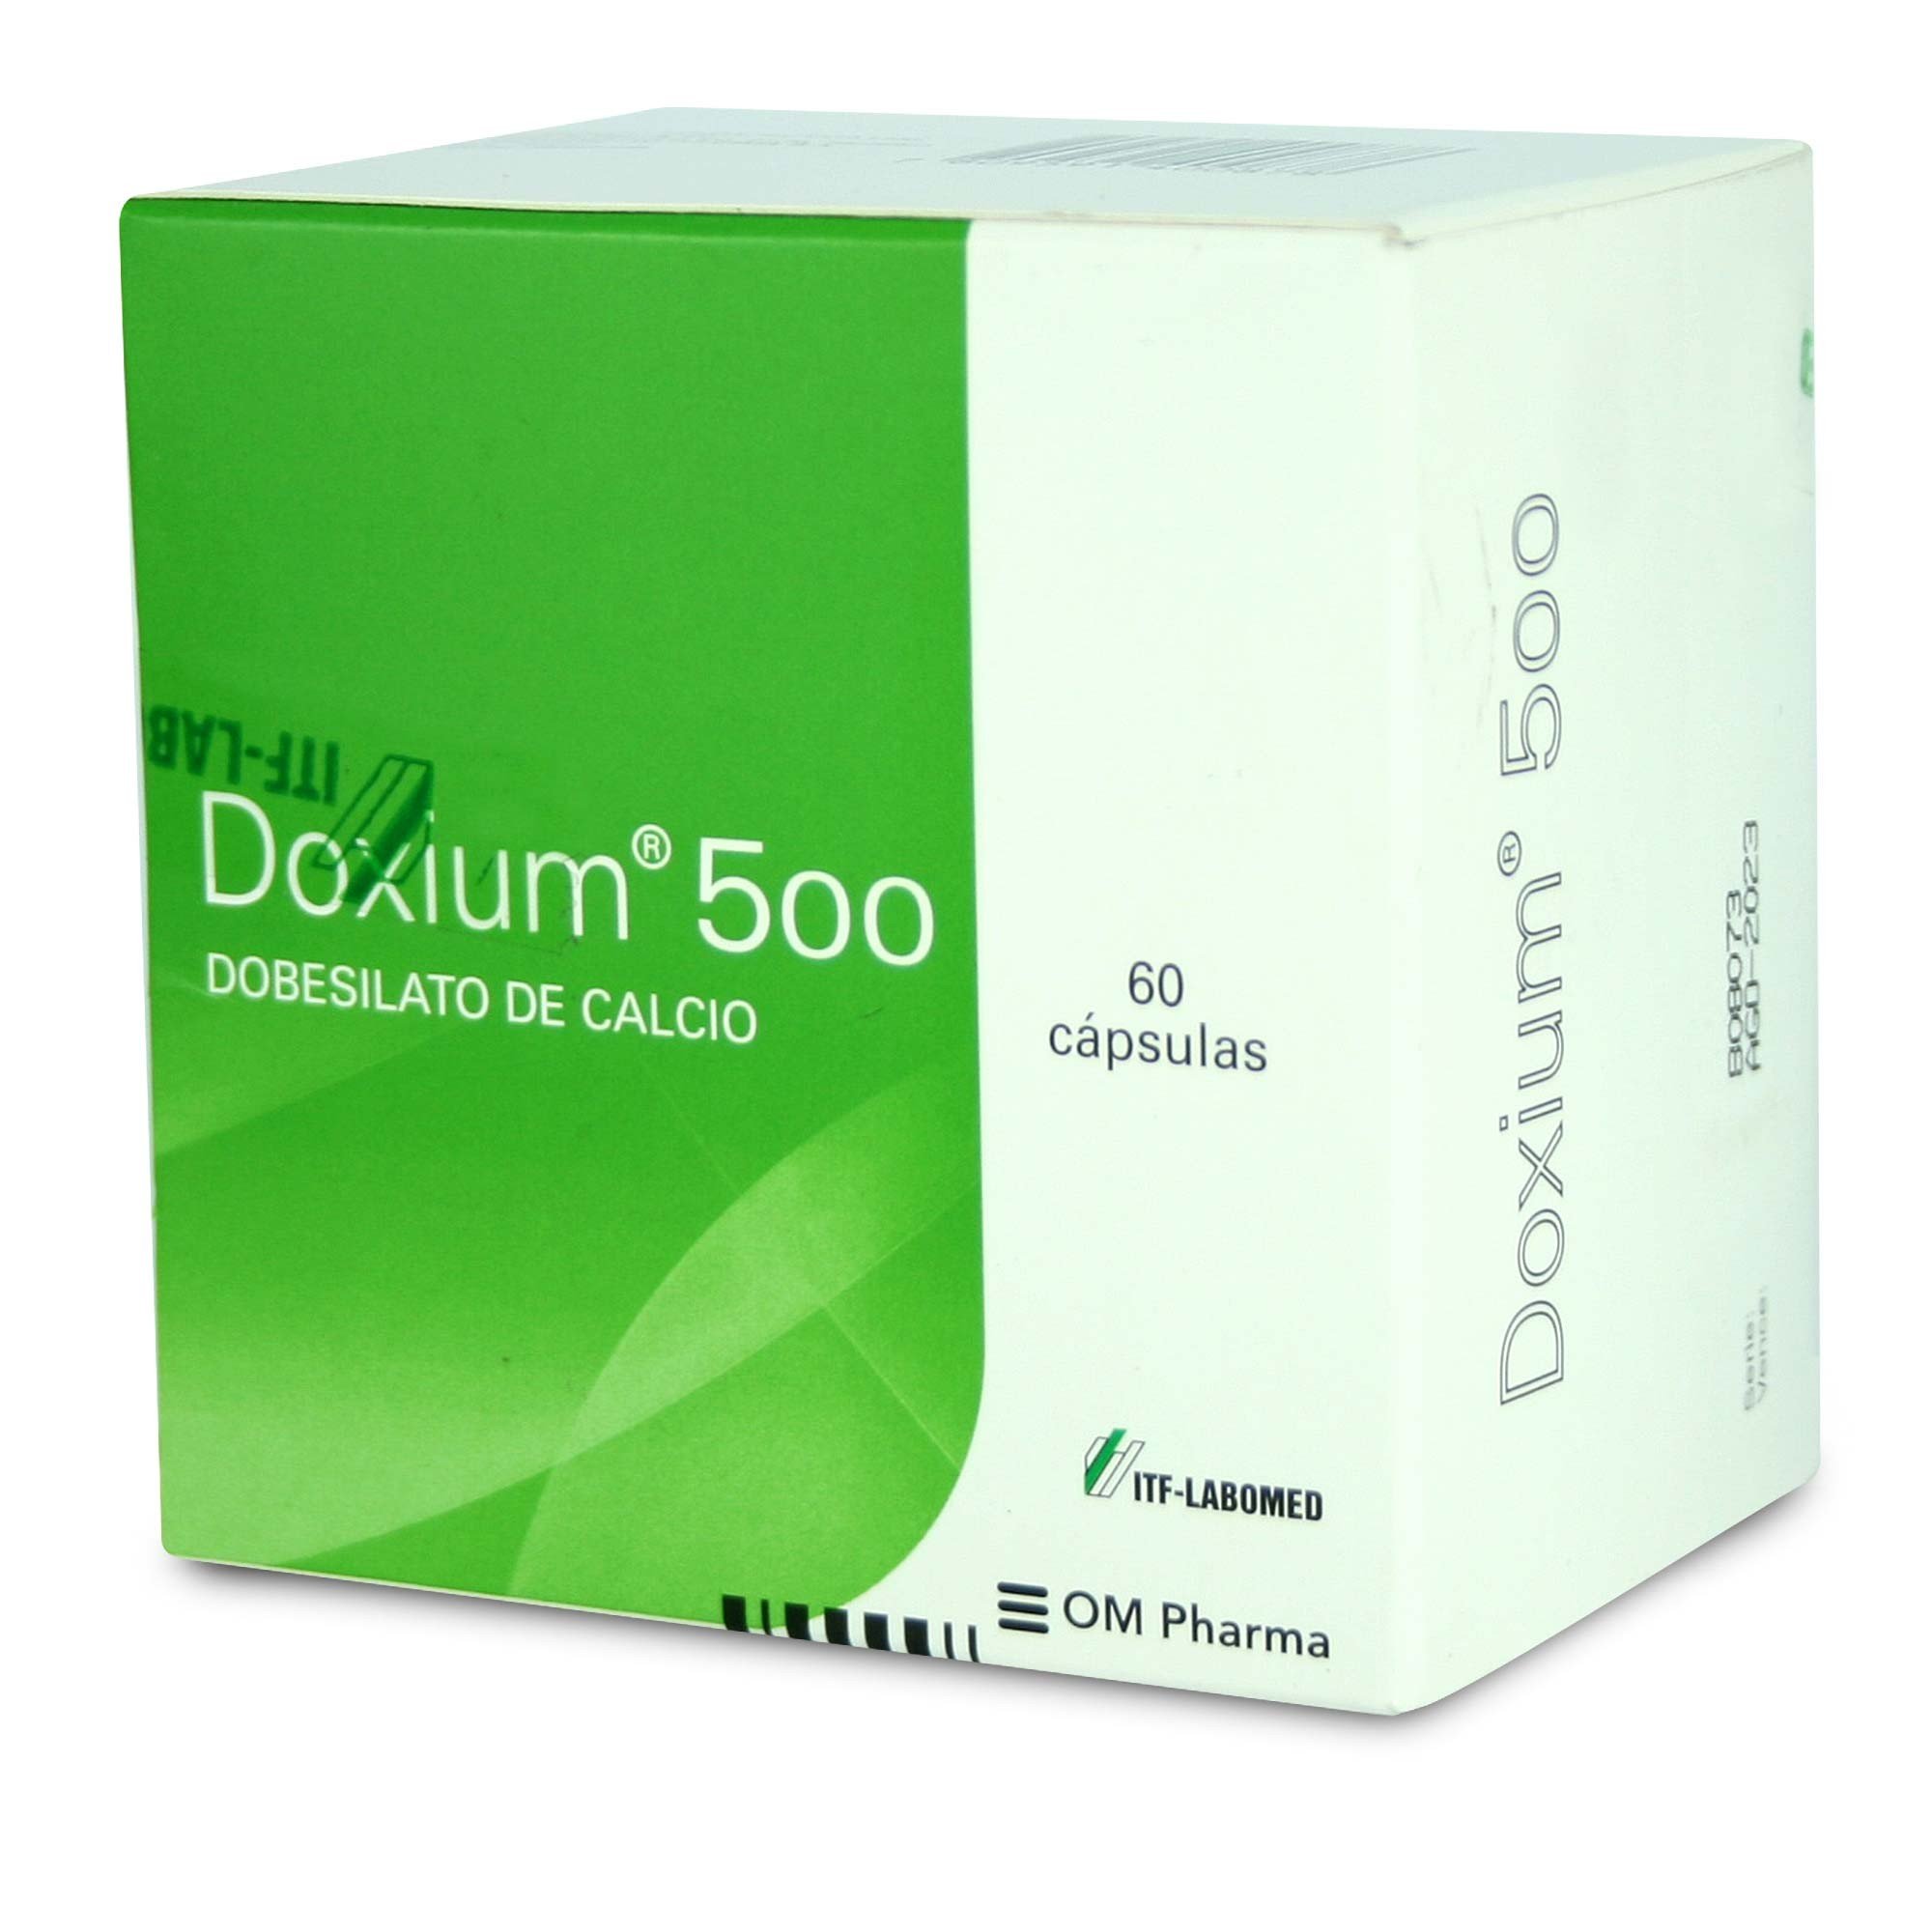 ITF-LAB
Doxium® 500
DOBESILATO DE CALCIO
60
cápsulas
ITF-LABOMED
OM Pharma
Doxium® 500
Serie:
Vence:
AGO-2023